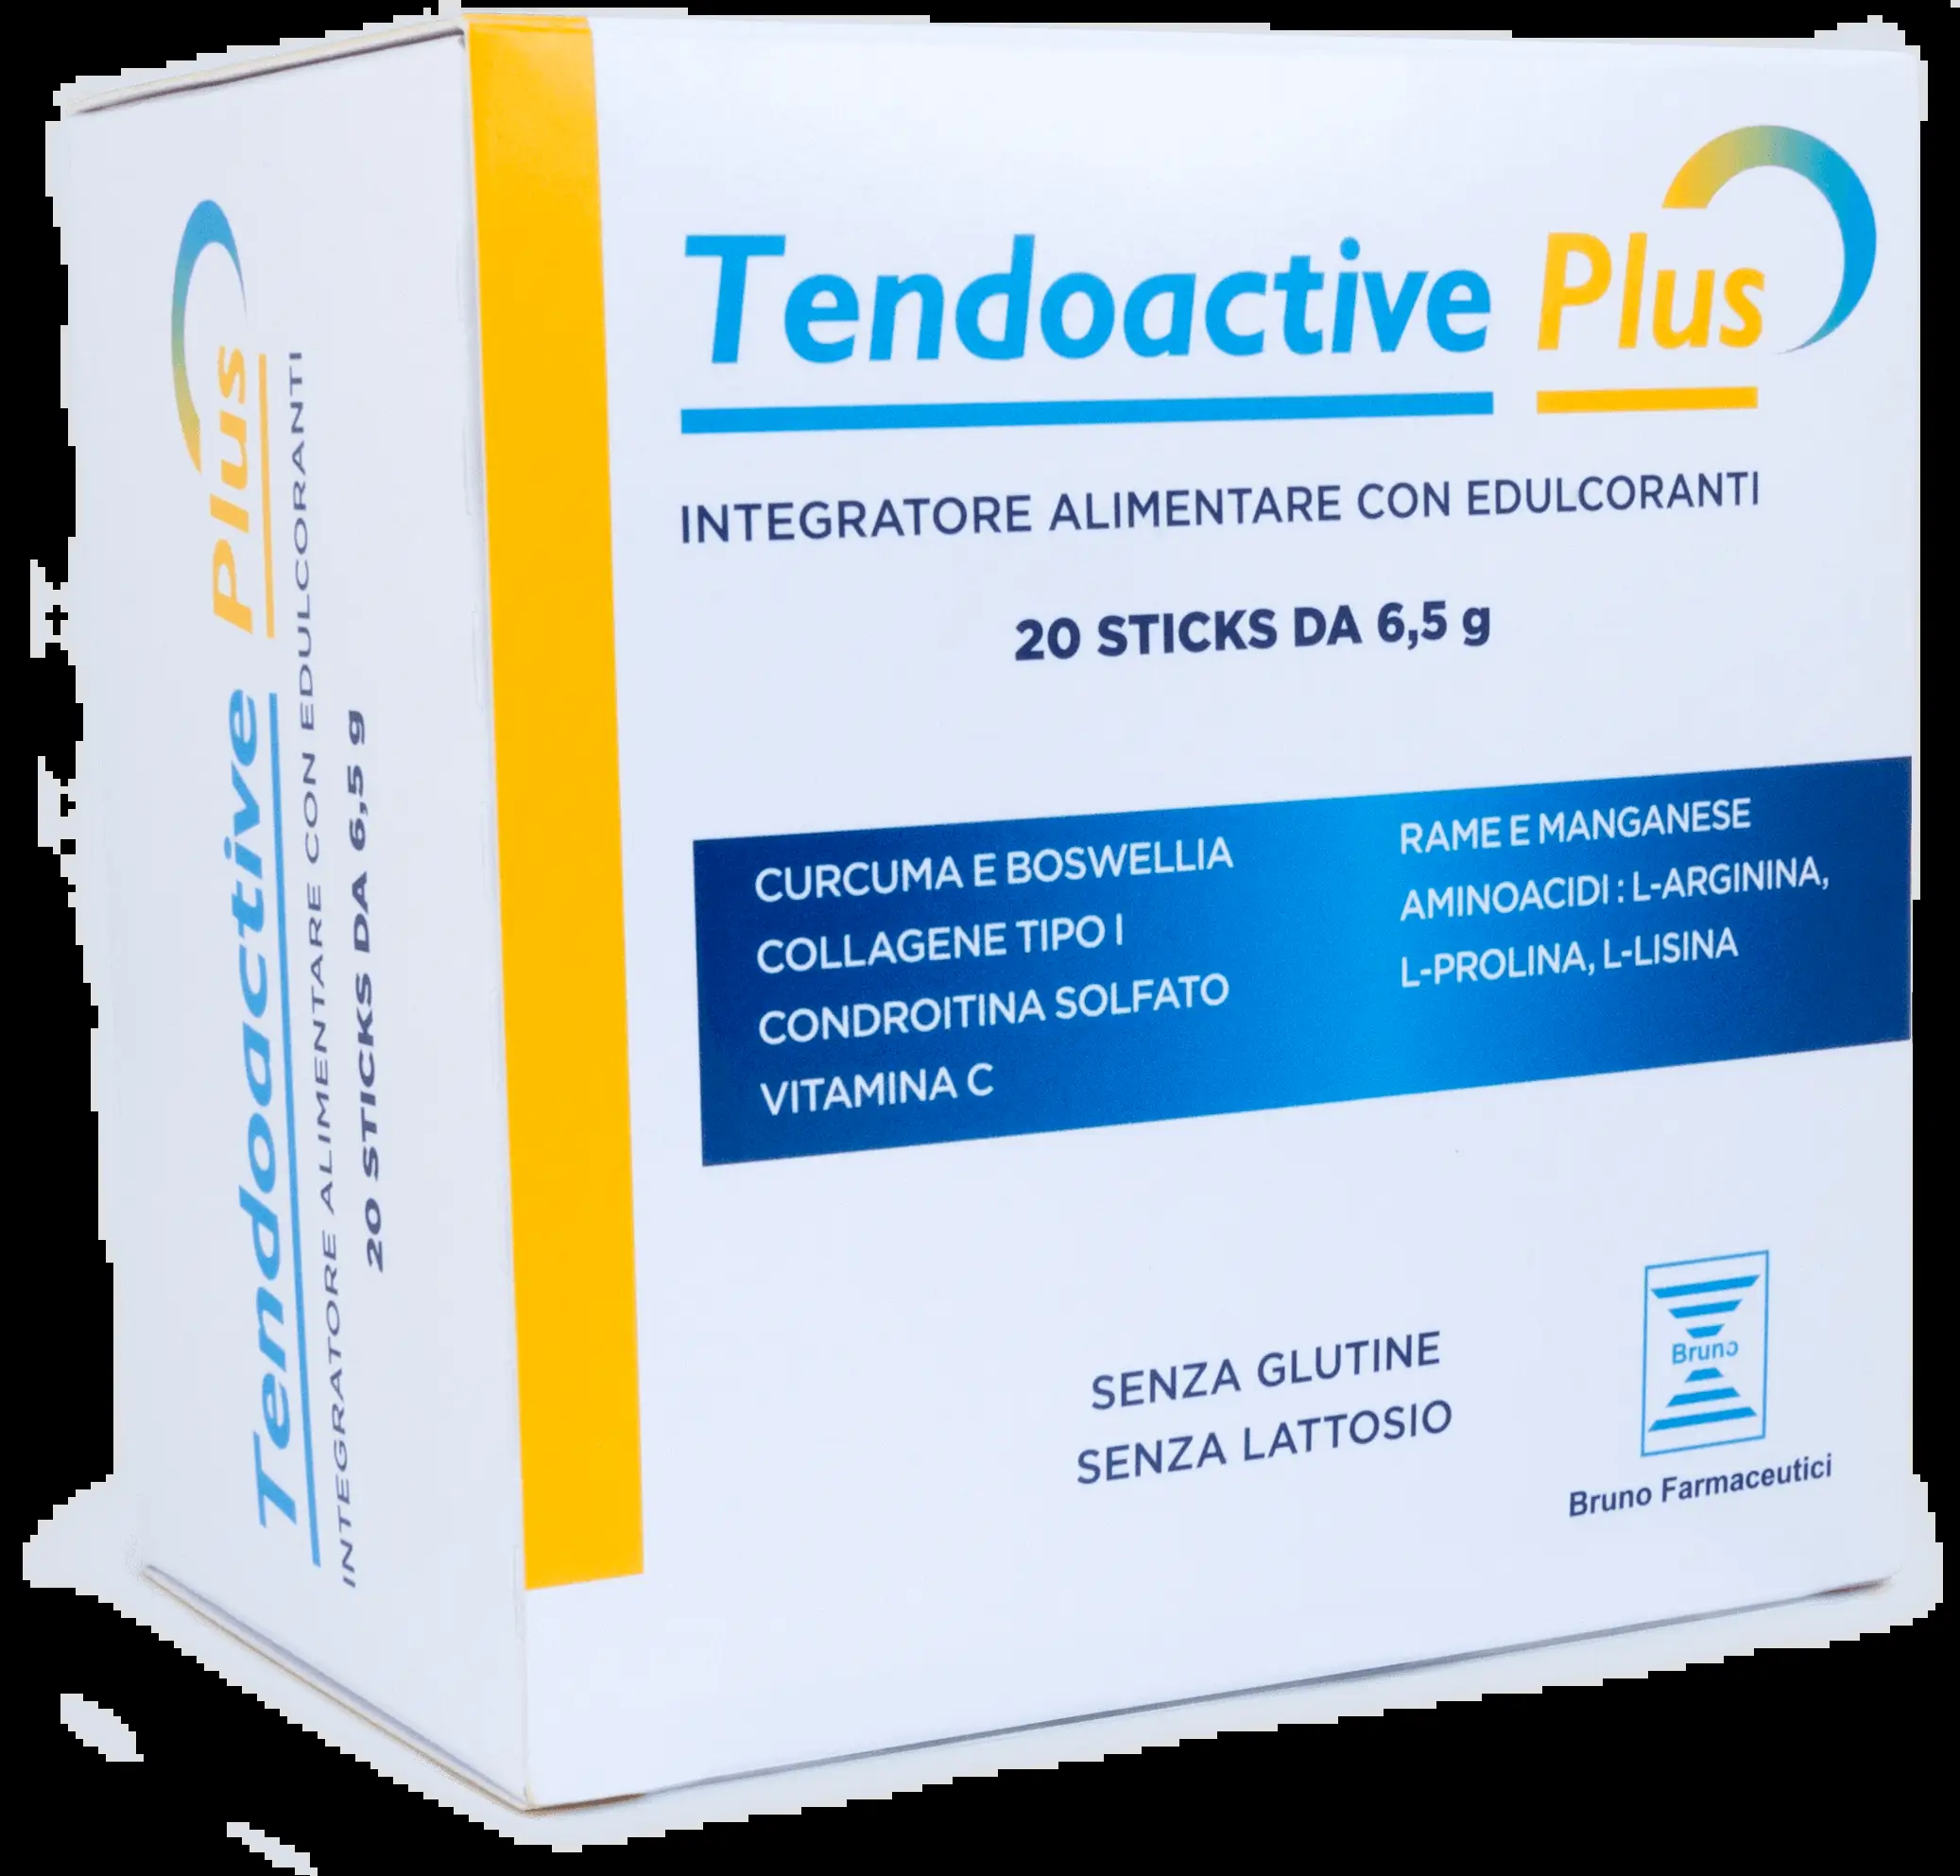 Tendoactive Plus
INTEGRATORE ALIMENTARE CON EDULCORANTI
20 STICKS DA 6,5 g
Tendoactive Plus
INTEGRATORE ALIMENTARE CON EDULCORANTI
20 STICKS DA 6,5 g
CURCUMA E BOSWELLIA
COLLAGENE TIPO I
CONDROITINA SOLFATO
VITAMINA C
RAME E MANGANESE
AMINOACIDI : L-ARGININA,
L-PROLINA, L-LISINA
SENZA GLUTINE
SENZA LATTOSIO
Bruno
Bruno Farmaceutici